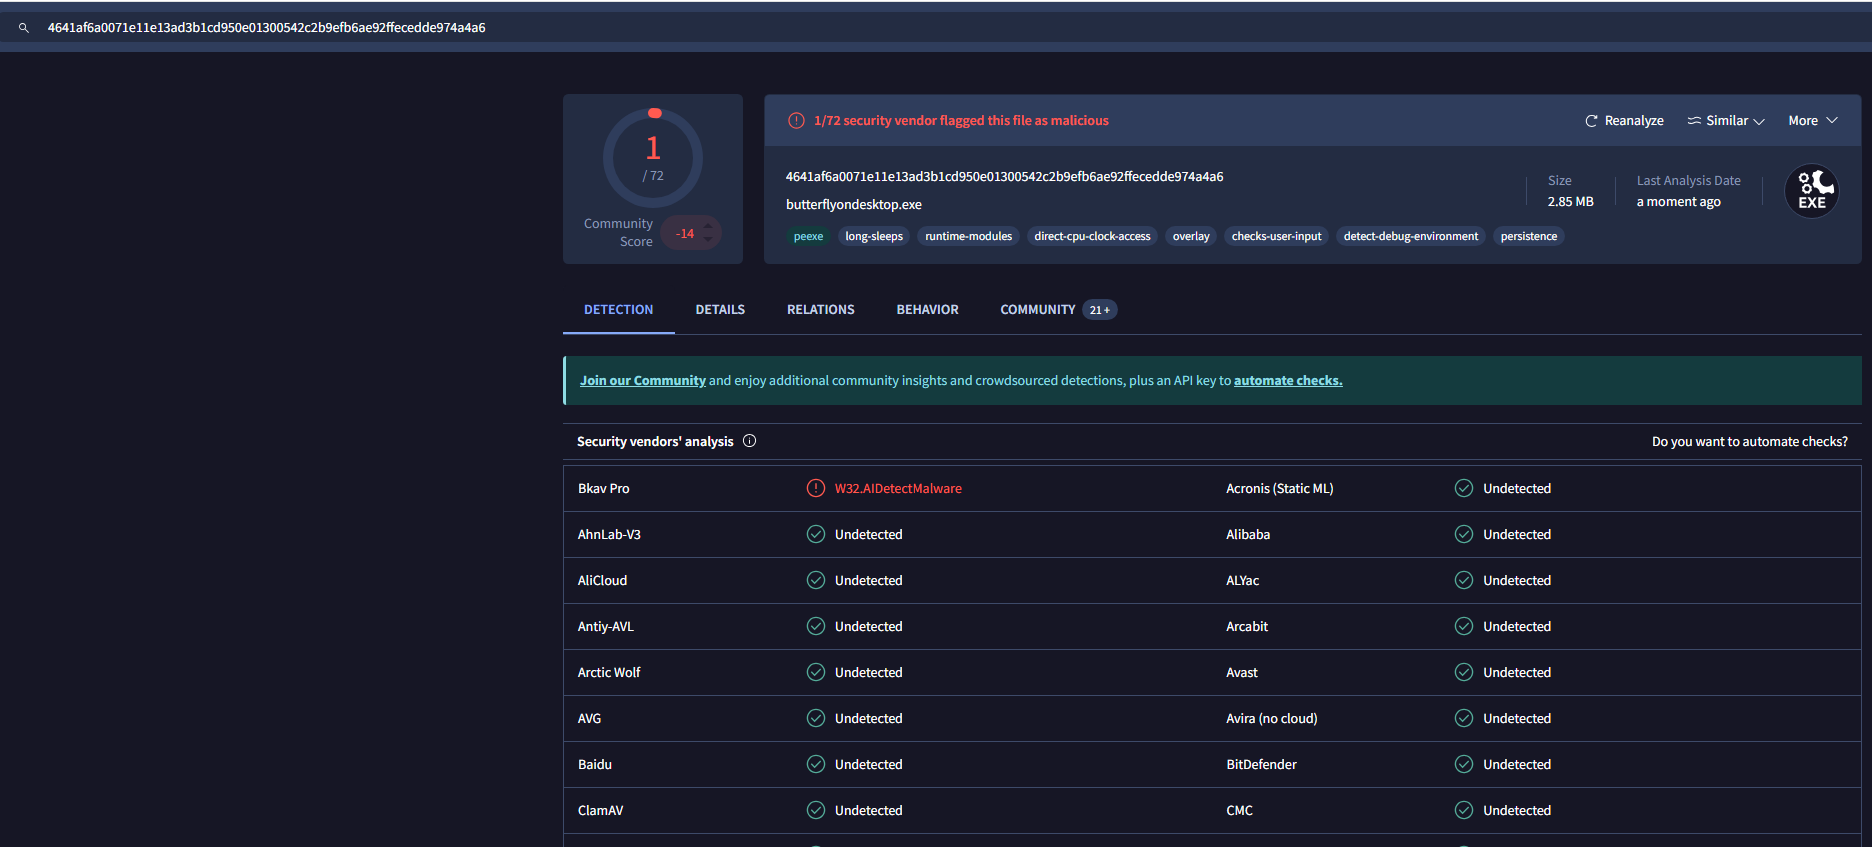 4641af6a0071e11e13ad3b1cd950e01300542c2b9efb6ae92ffecedde974a4a6
1
/ 72
Community Score
-14
1/72 security vendor flagged this file as malicious
Reanalyze
Similar
More
4641af6a0071e11e13ad3b1cd950e01300542c2b9efb6ae92ffecedde974a4a6
butterflyondesktop.exe
Size
2.85 MB
Last Analysis Date
a moment ago
EXE
peexe long-sleeps runtime-modules direct-cpu-clock-access overlay checks-user-input detect-debug-environment persistence
DETECTION DETAILS RELATIONS BEHAVIOR COMMUNITY 21+
Join our Community and enjoy additional community insights and crowdsourced detections, plus an API key to automate checks.
Security vendors' analysis
Do you want to automate checks?
Bkav Pro W32.AIDetectMalware Acronis (Static ML) Undetected
AhnLab-V3 Undetected Alibaba Undetected
AliCloud Undetected ALYac Undetected
Antiy-AVL Undetected Arcabit Undetected
Arctic Wolf Undetected Avast Undetected
AVG Undetected Avira (no cloud) Undetected
Baidu Undetected BitDefender Undetected
ClamAV Undetected CMC Undetected